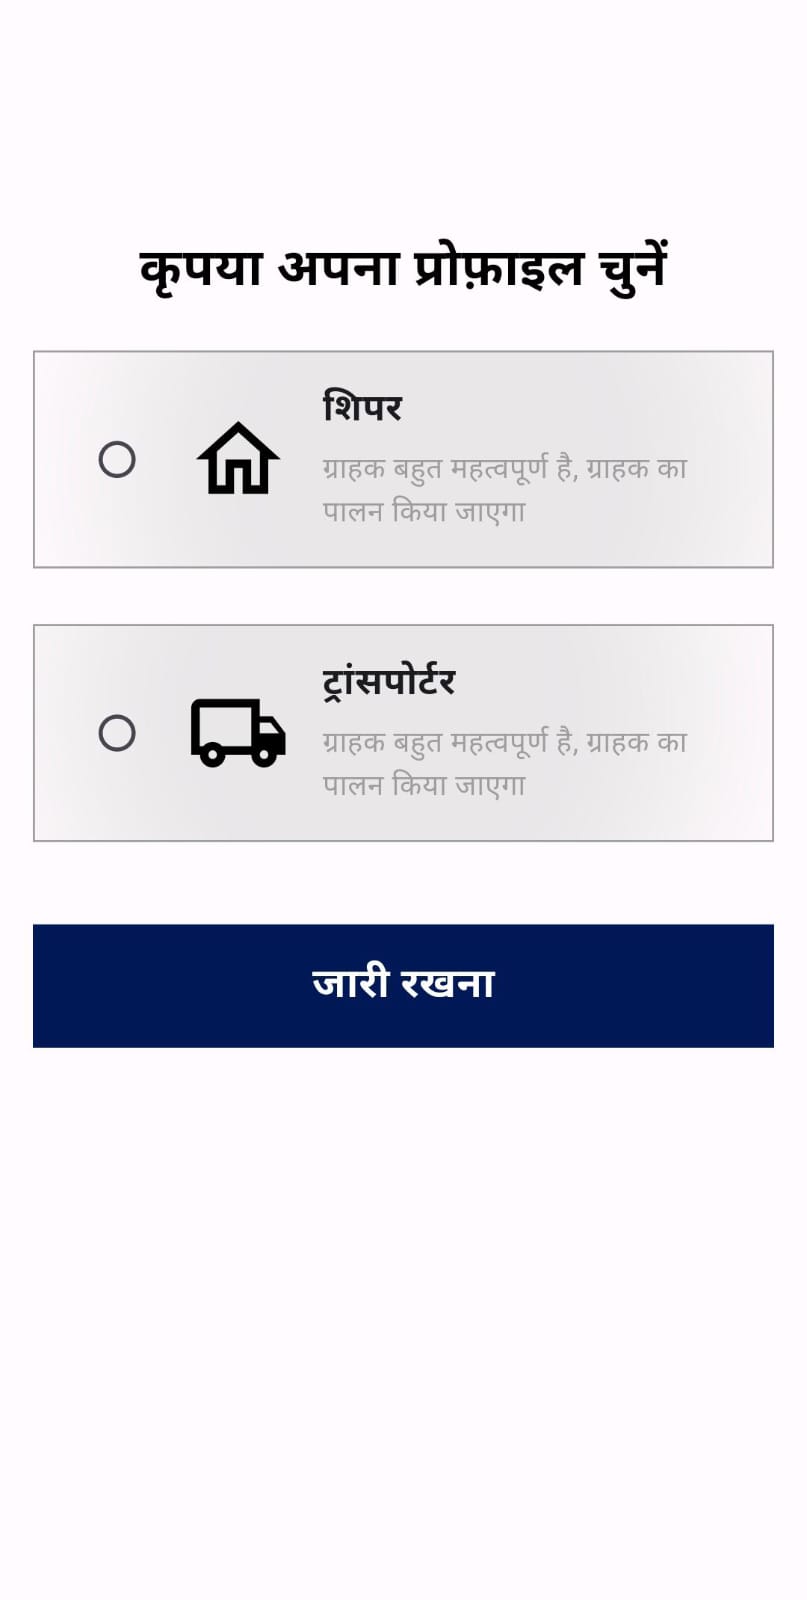 कृपया अपना प्रोफ़ाइल चुनें
शिपर
ग्राहक बहुत महत्वपूर्ण है, ग्राहक का
पालन किया जाएगा
ट्रांसपोर्टर
ग्राहक बहुत महत्वपूर्ण है, ग्राहक का
पालन किया जाएगा
जारी रखना